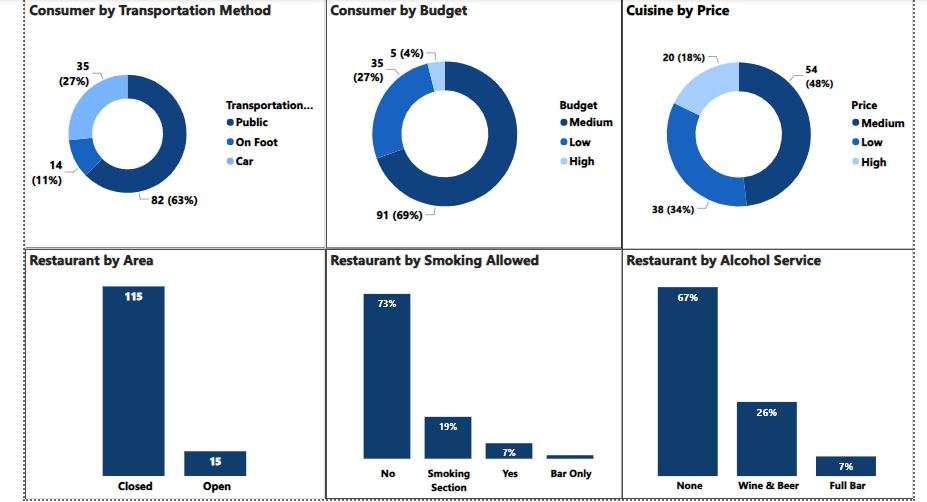 Consumer by Transportation Method
35
(27%)
14
(11%)
82 (63%)
Transportation...
Public
On Foot
Car
Consumer by Budget
5 (4%)
35
(27%)
91 (69%)
Budget
Medium
Low
High
Cuisine by Price
20 (18%)
54
(48%)
38 (34%)
Price
Medium
Low
High
Restaurant by Area
115
15
Closed
Open
Restaurant by Smoking Allowed
73%
19%
7%
No
Smoking
Section
Yes
Bar Only
Restaurant by Alcohol Service
67%
26%
7%
None
Wine & Beer
Full Bar